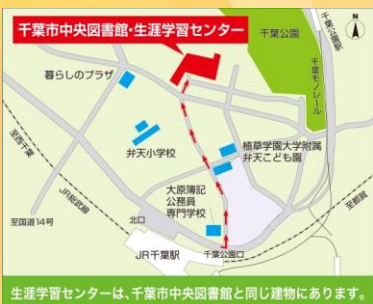 千葉市中央図書館・生涯学習センター
千葉公園
千葉公園駅
N
千葉モノレール
暮らしのプラザ
弁天小学校
植草学園大学附属
弁天こども園
至西千葉
JR総武線
大原簿記
公務員
専門学校
至都賀
至国道14号
北口
JR千葉駅
千葉公園口
生涯学習センターは、千葉市中央図書館と同じ建物にあります。